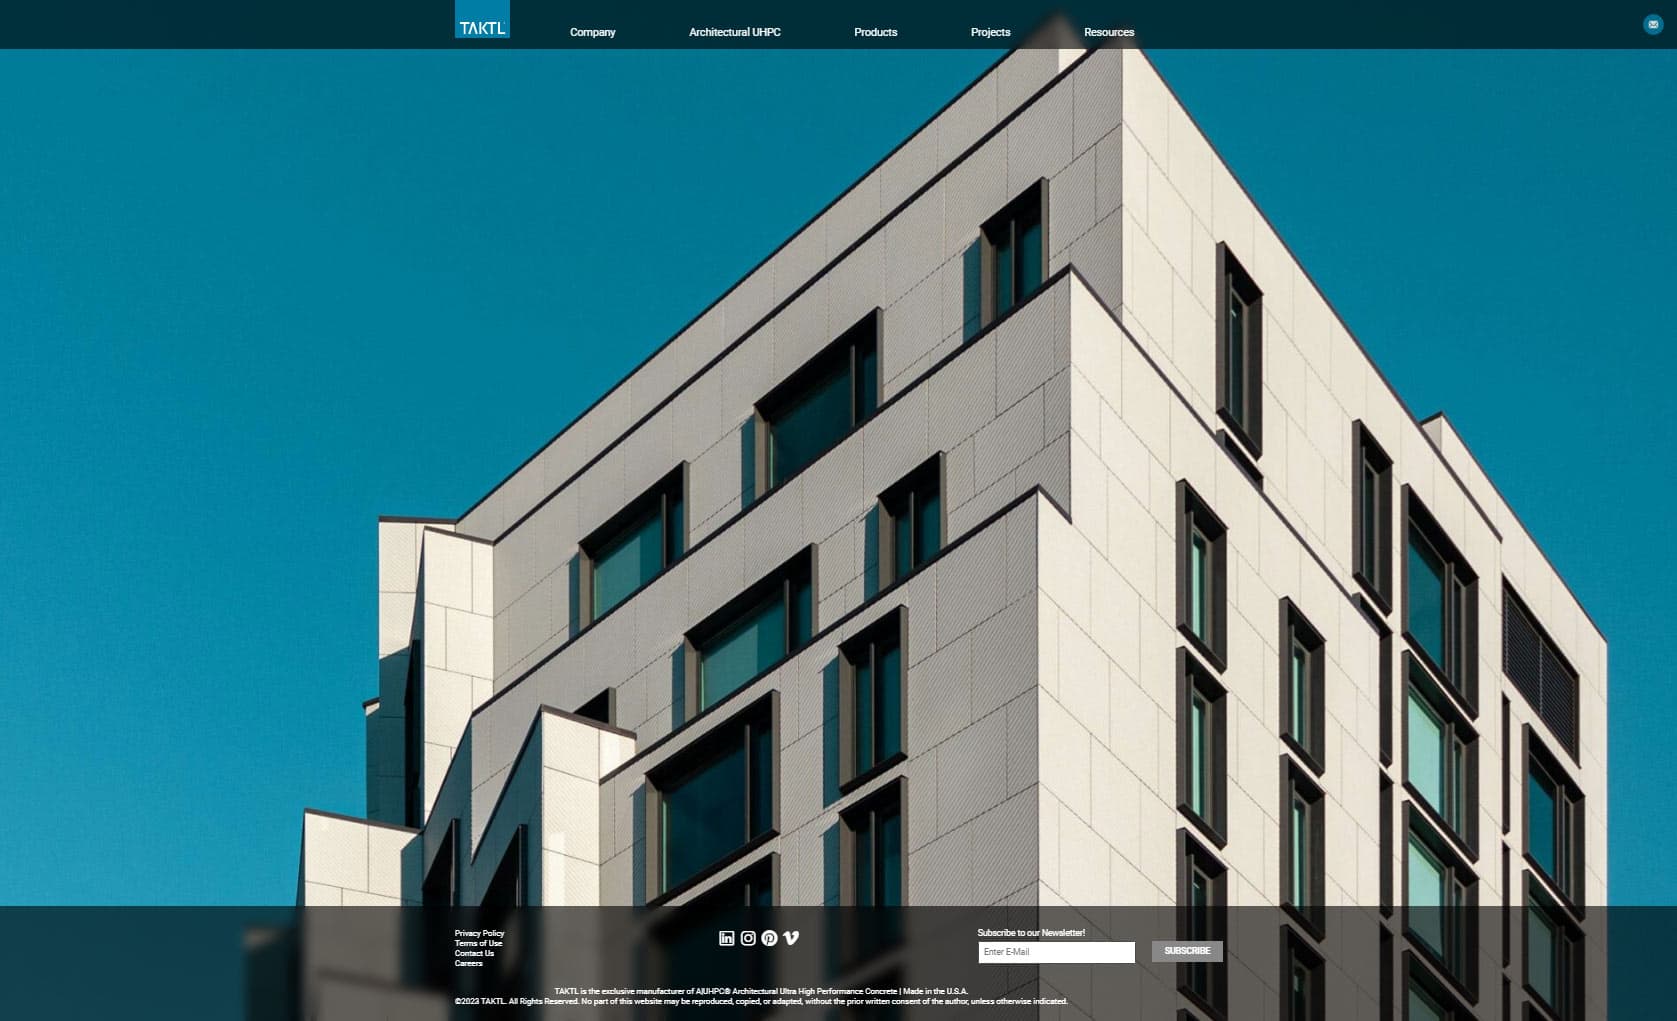 TAKTL
Company
Architectural UHPC
Products
Projects
Resources
Privacy Policy
Terms of Use
Contact Us
Careers
Subscribe to our Newsletter!
Enter E-Mail
SUBSCRIBE
TAKTL is the exclusive manufacturer of A|UHPC® Architectural Ultra High Performance Concrete | Made in the U.S.A.
©2023 TAKTL. All Rights Reserved. No part of this website may be reproduced, copied, or adapted, without the prior written consent of the author, unless otherwise indicated.